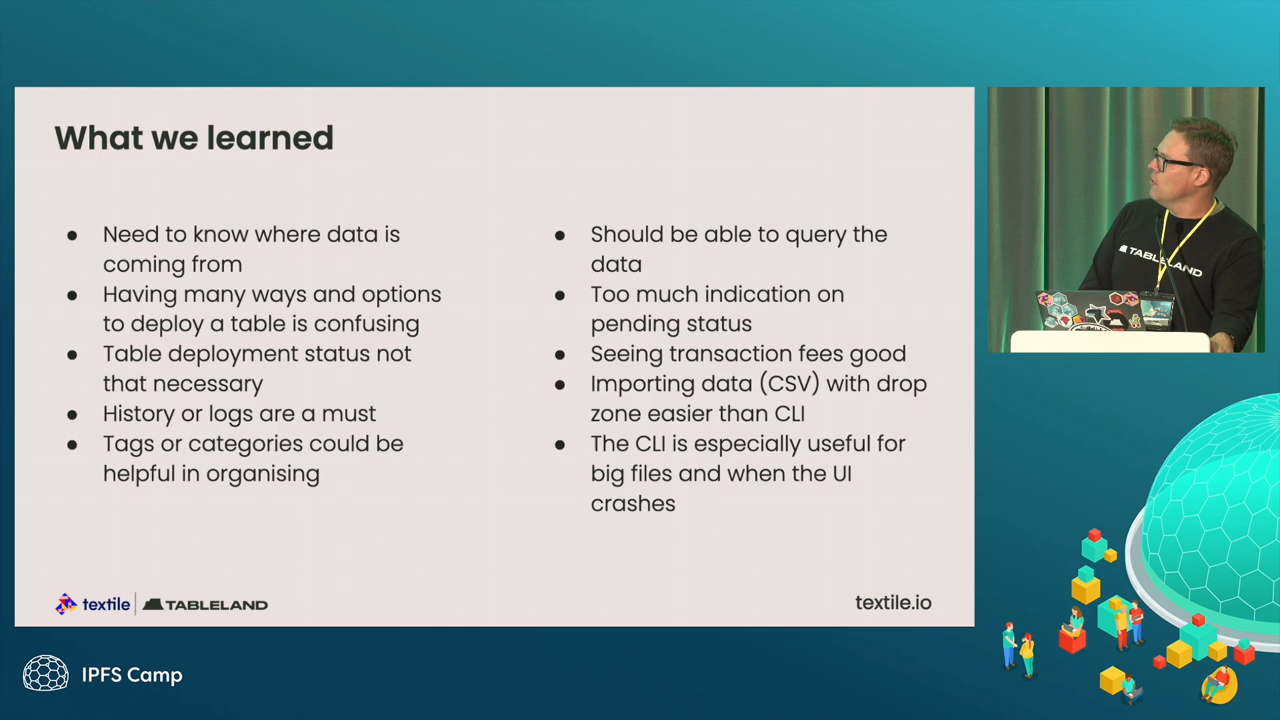 What we learned
● Need to know where data is
coming from
● Having many ways and options
to deploy a table is confusing
● Table deployment status not
that necessary
● History or logs are a must
● Tags or categories could be
helpful in organising
● Should be able to query the
data
● Too much indication on
pending status
● Seeing transaction fees good
● Importing data (CSV) with drop
zone easier than CLI
● The CLI is especially useful for
big files and when the UI
crashes
textile | TABLELAND
textile.io
TABLELAND
IPFS Camp